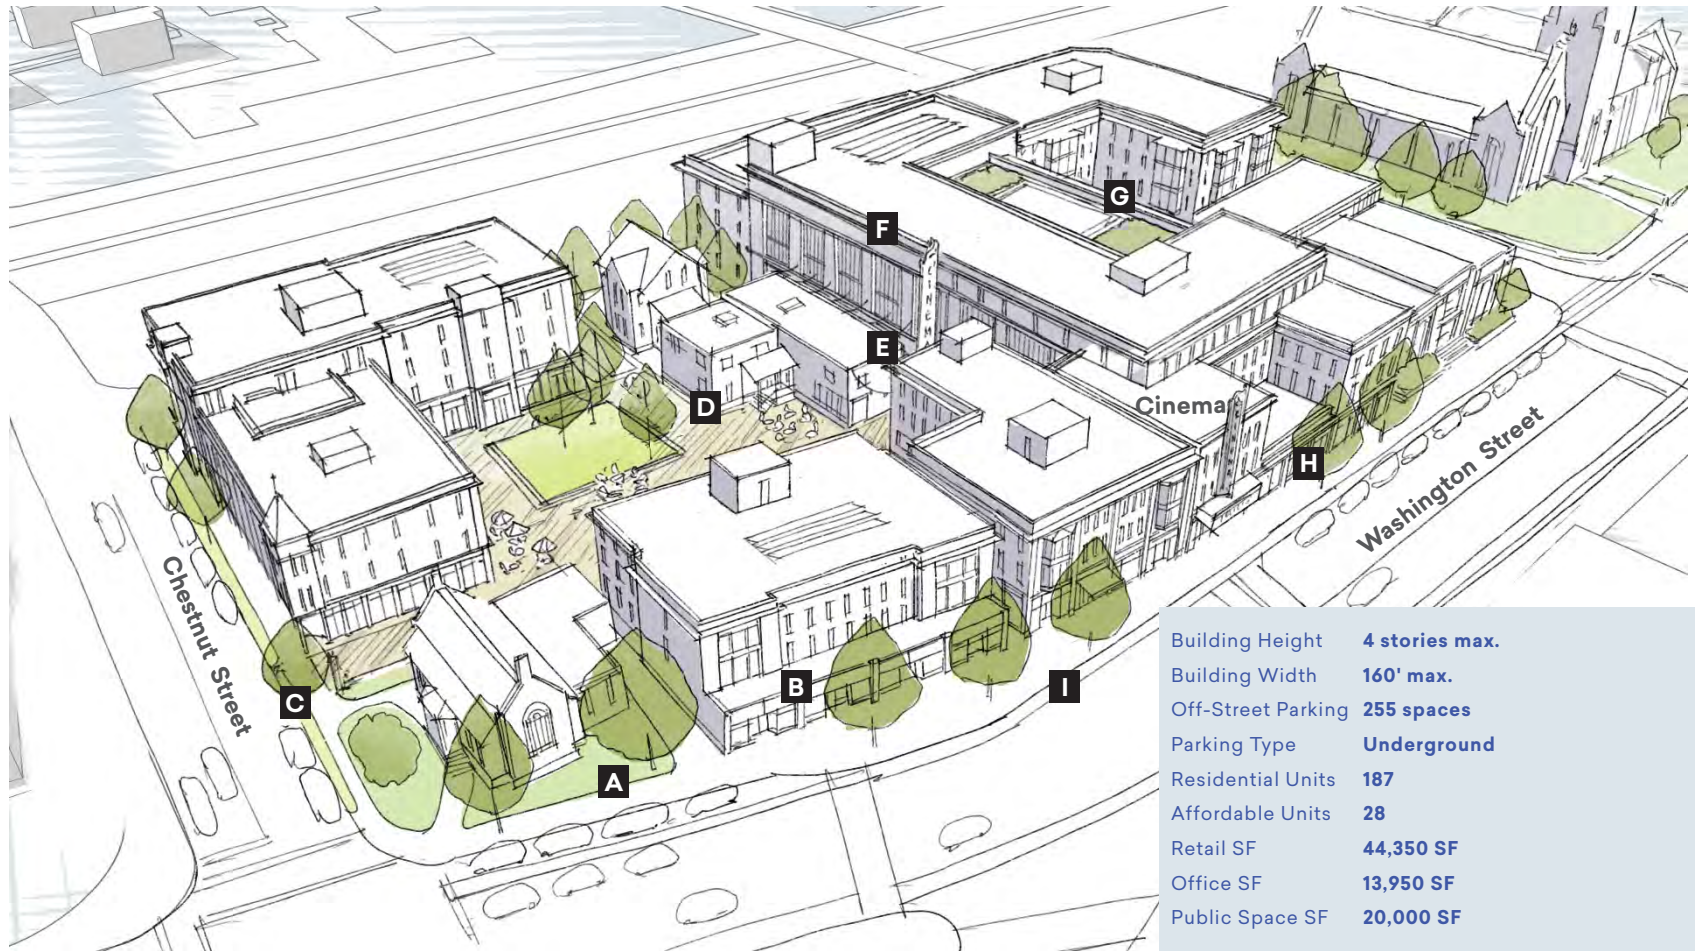 G
F
E
Cinema
D
H
Washington Street
Chestnut Street
B
I
C
A
Building Height 4 stories max.
Building Width 160' max.
Off-Street Parking 255 spaces
Parking Type Underground
Residential Units 187
Affordable Units 28
Retail SF 44,350 SF
Office SF 13,950 SF
Public Space SF 20,000 SF